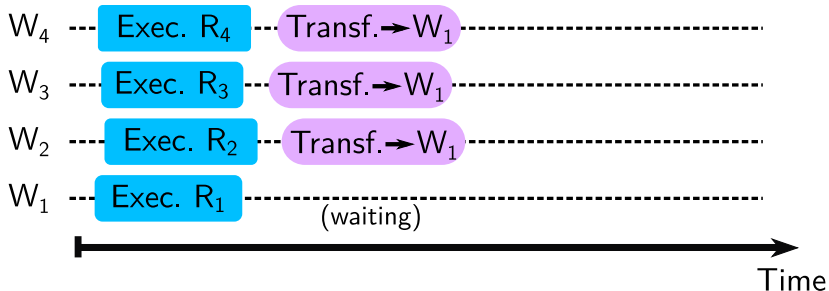 W₄ Exec. R₄ Transf.→W₁
W₃ Exec. R₃ Transf.→W₁
W₂ Exec. R₂ Transf.→W₁
W₁ Exec. R₁
(waiting)
Time